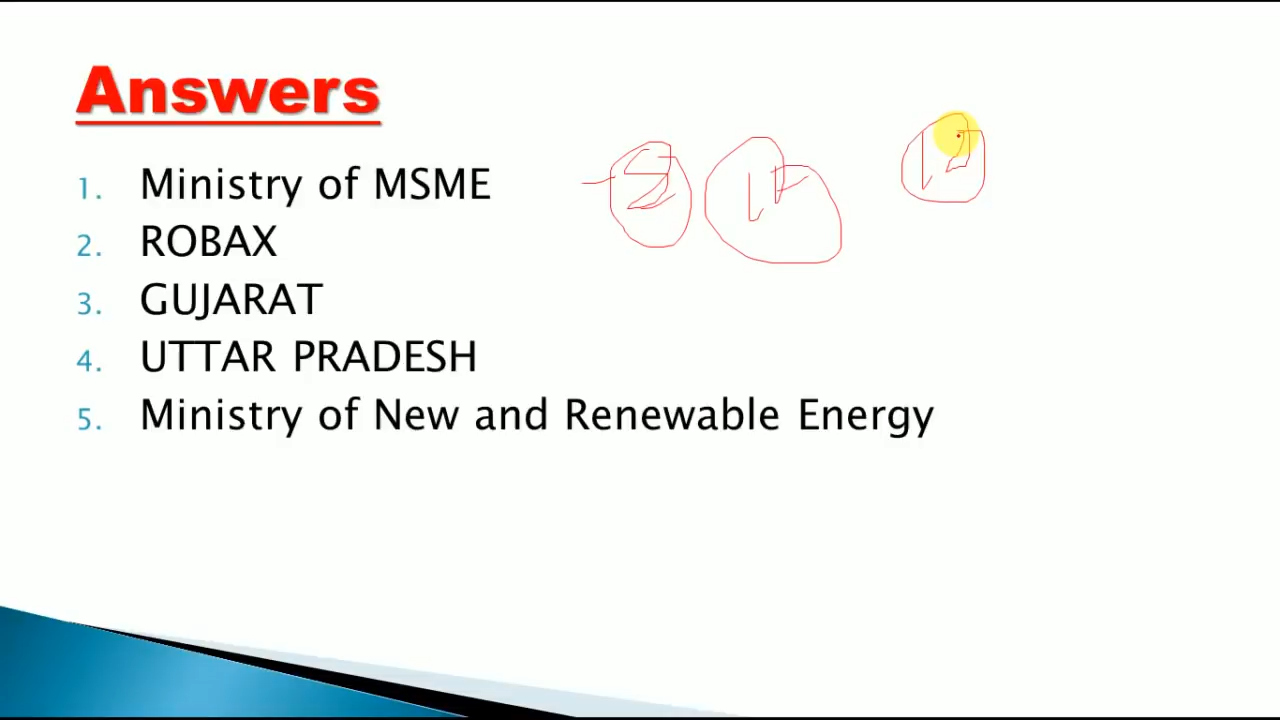 Answers
1. Ministry of MSME
2. ROBAX
3. GUJARAT
4. UTTAR PRADESH
5. Ministry of New and Renewable Energy